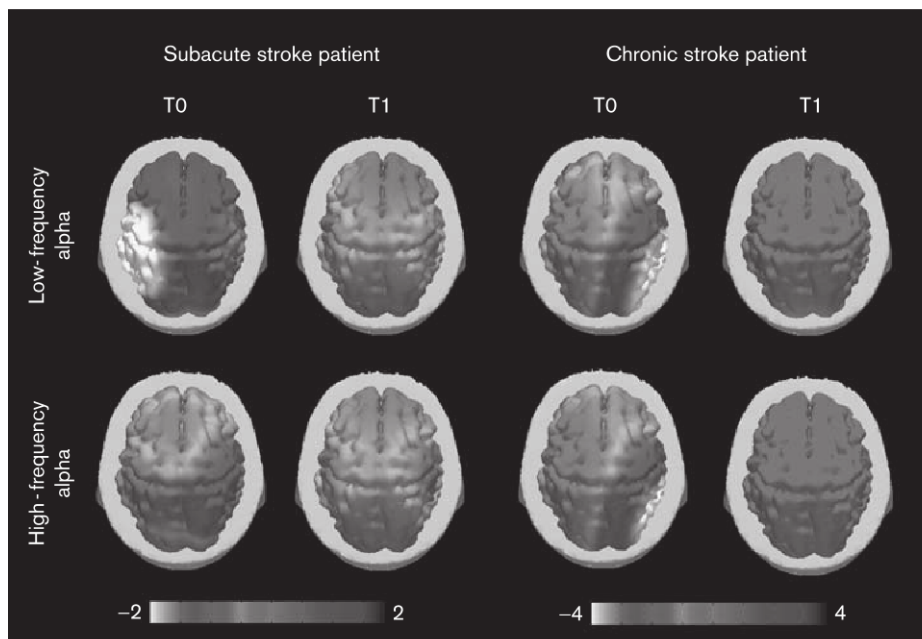 Subacute stroke patient Chronic stroke patient
T0 T1 T0 T1
Low-frequency
alpha
High-frequency
alpha
−2 2 −4 4